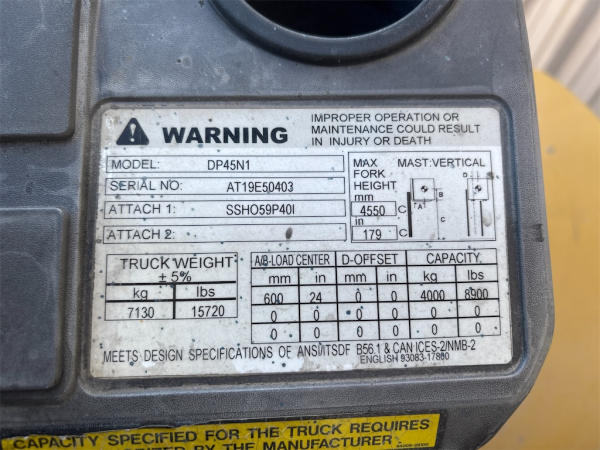 WARNING
IMPROPER OPERATION OR
MAINTENANCE COULD RESULT
IN INJURY OR DEATH
MODEL: DP45N1
SERIAL NO: AT19E50403
ATTACH 1: SSHO59P40I
ATTACH 2:
MAX
FORK
HEIGHT
mm
4550 C
in
179 C
MAST:VERTICAL
D
A
B
C
TRUCK WEIGHT
± 5%
kg lbs
7130 15720
A/B-LOAD CENTER D-OFFSET CAPACITY
mm in mm in kg lbs
600 24 0 0 4000 8900
0 0 0 0 0 0
0 0 0 0 0 0
MEETS DESIGN SPECIFICATIONS OF ANSI/ITSDF B56.1 & CAN ICES-2/NMB-2
ENGLISH 93083-17800
CAPACITY SPECIFIED FOR THE TRUCK REQUIRES
BY THE MANUFACTURER